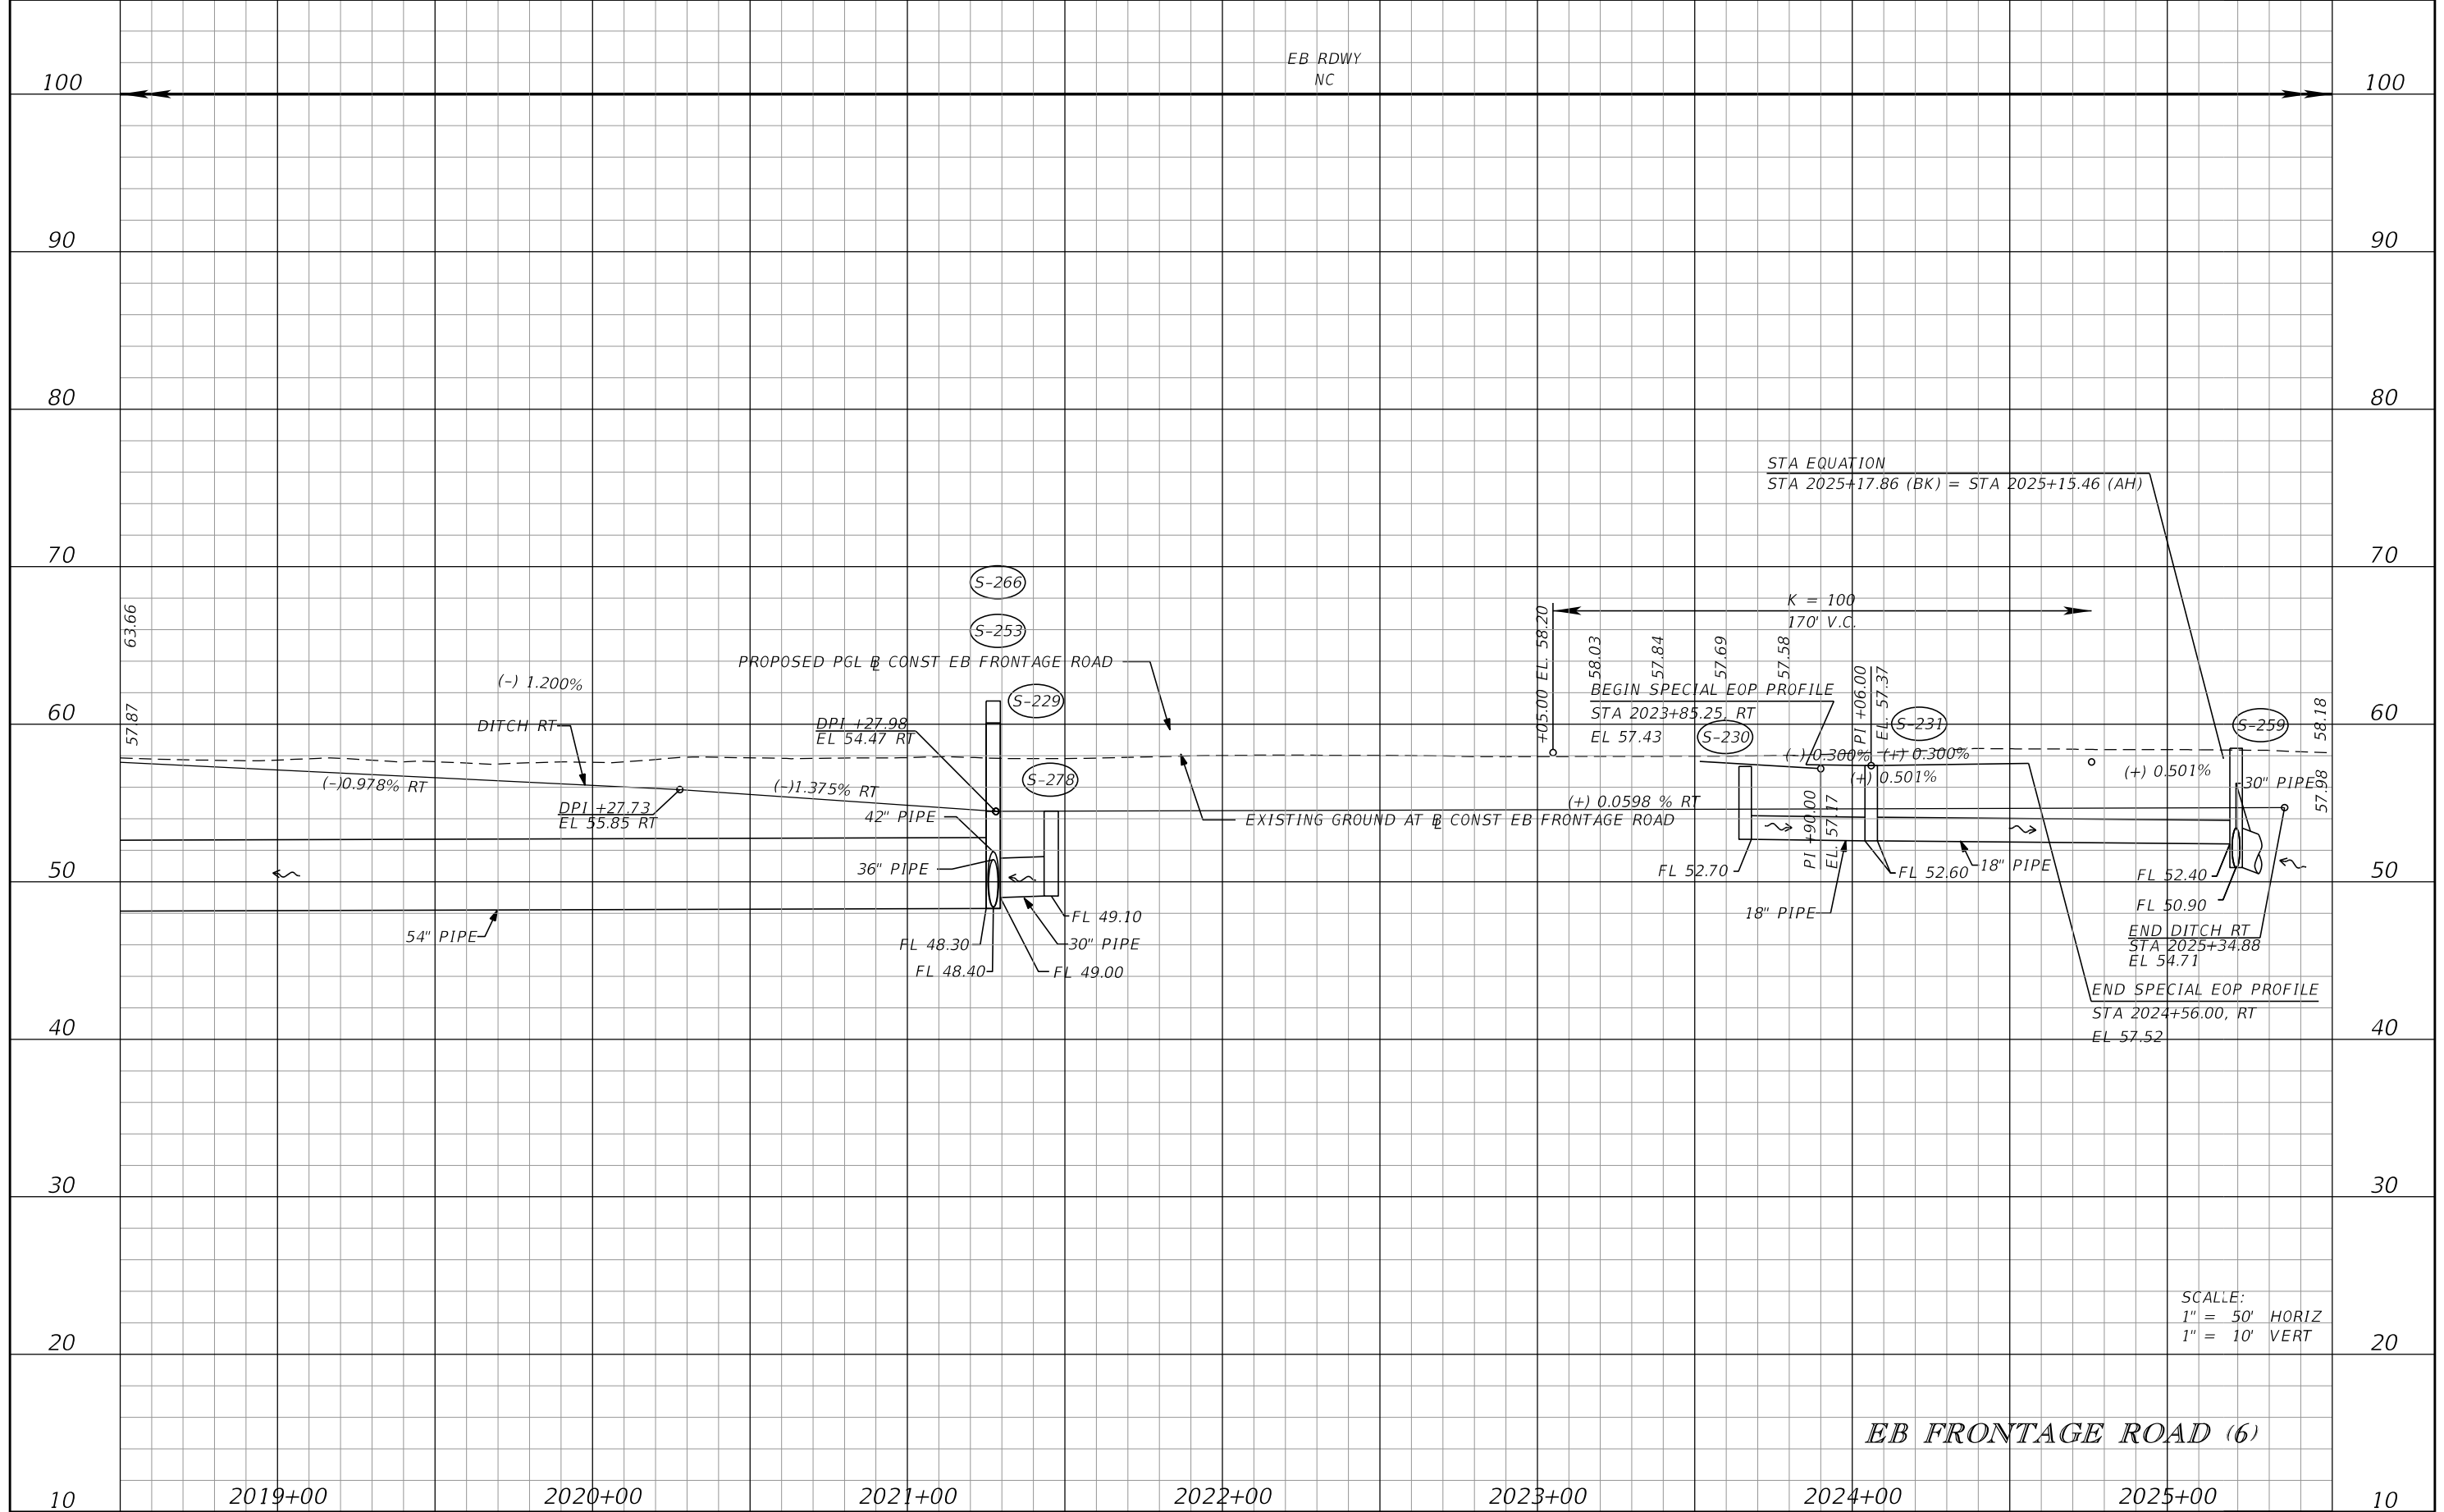 EB RDWY
NC
100
100
90
90
80
80
STA EQUATION
STA 2025+17.86 (BK) = STA 2025+15.46 (AH)
70
70
S-266
K = 100
170' V.C.
63.66
S-253
+05.00 EL. 58.20
58.03
57.84
57.69
57.58
PROPOSED PGL ⅊ CONST EB FRONTAGE ROAD
(-) 1.200%
S-229
BEGIN SPECIAL EOP PROFILE
STA 2023+85.25, RT
EL 57.43
PI +06.00
EL. 57.37
60
60
57.87
DITCH RT
DPI +27.98
EL 54.47 RT
S-230
S-231
S-259
58.18
(-) 0.300%
(+) 0.300%
(+) 0.501%
(+) 0.501%
30" PIPE
57.98
S-278
(-)0.978% RT
(-)1.375% RT
DPI +27.73
EL 55.85 RT
42" PIPE
(+) 0.0598 % RT
EXISTING GROUND AT ⅊ CONST EB FRONTAGE ROAD
PI +90.00
EL. 57.17
50
50
36" PIPE
FL 52.70
FL 52.60
18" PIPE
FL 52.40
18" PIPE
FL 50.90
54" PIPE
FL 48.30
FL 48.40
FL 49.10
30" PIPE
FL 49.00
END DITCH RT
STA 2025+34.88
EL 54.71
END SPECIAL EOP PROFILE
STA 2024+56.00, RT
EL 57.52
40
40
30
30
SCALLE:
1" = 50' HORIZ
1" = 10' VERT
20
20
EB FRONTAGE ROAD (6)
10
2019+00
2020+00
2021+00
2022+00
2023+00
2024+00
2025+00
10